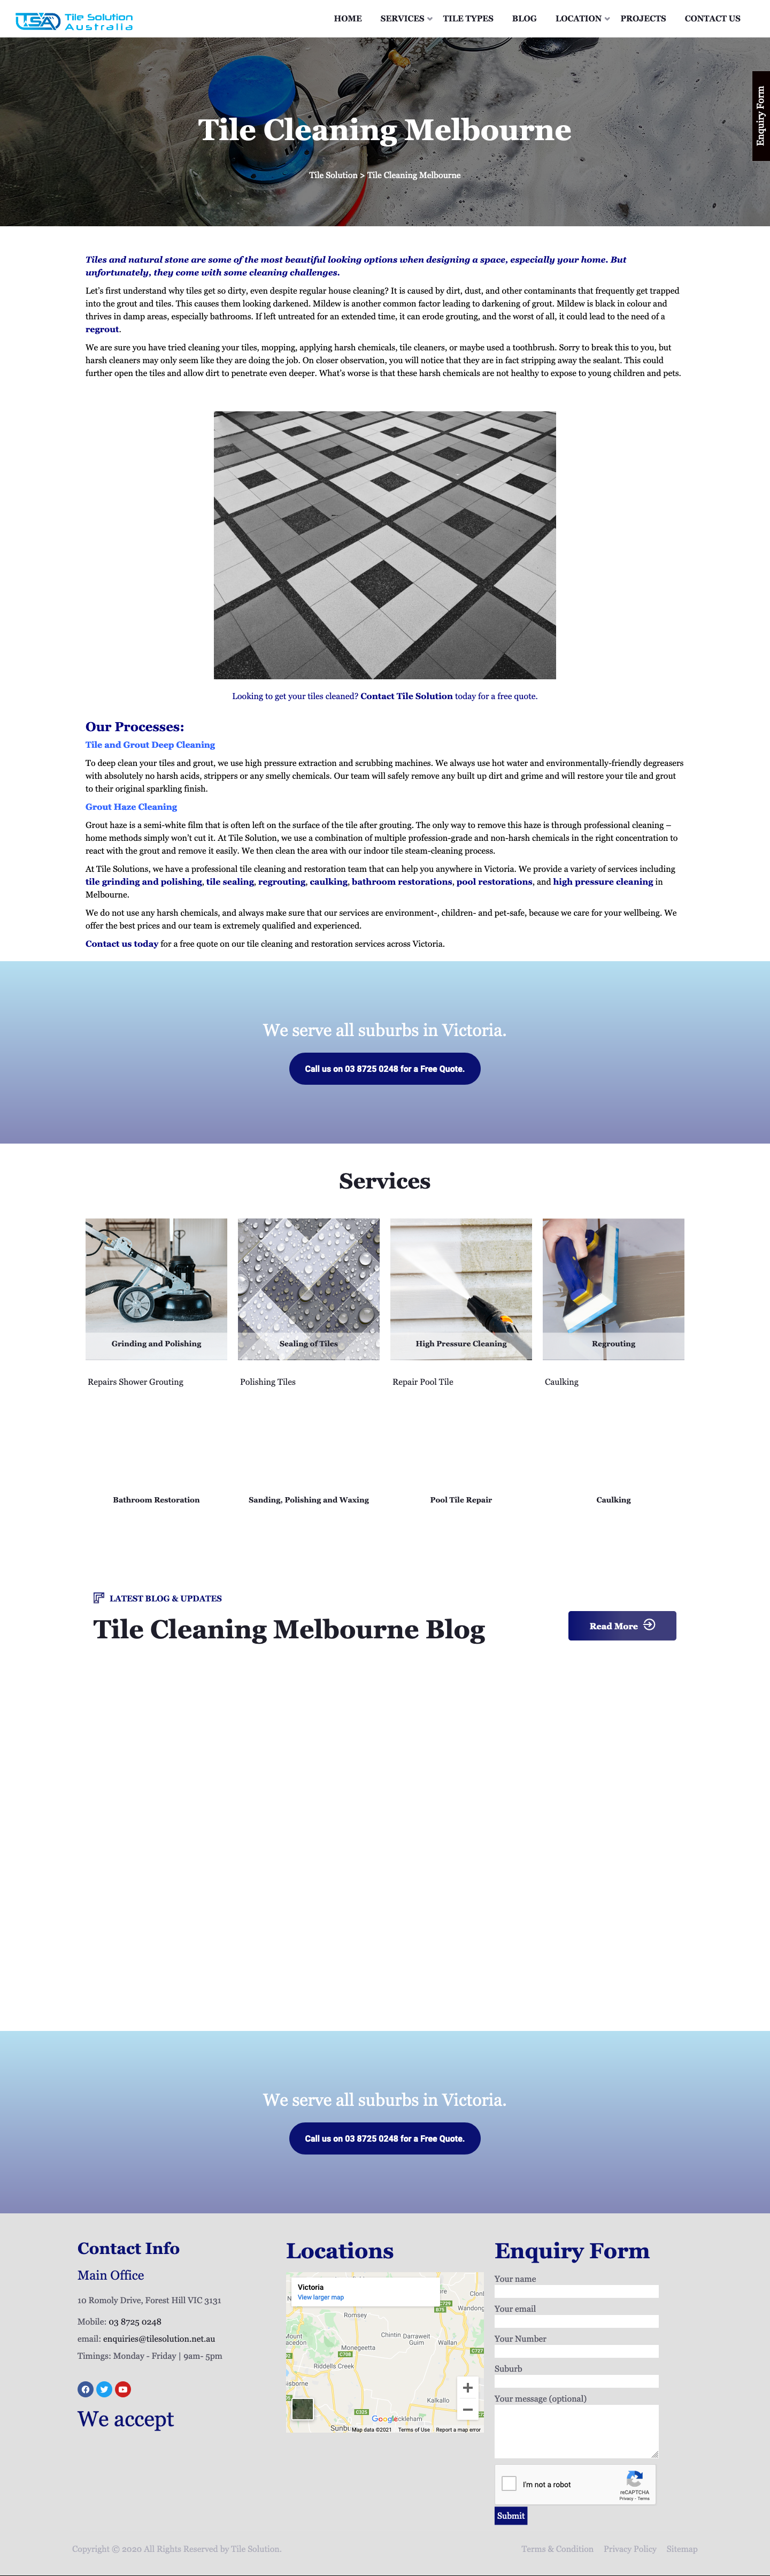 TSA Tile Solution
Australia
HOME SERVICES TILE TYPES BLOG LOCATION PROJECTS CONTACT US
Enquiry Form
Tile Cleaning Melbourne
Tile Solution > Tile Cleaning Melbourne
Tiles and natural stone are some of the most beautiful looking options when designing a space, especially your home. But
unfortunately, they come with some cleaning challenges.
Let's first understand why tiles get so dirty, even despite regular house cleaning? It is caused by dirt, dust, and other contaminants that frequently get trapped
into the grout and tiles. This causes them looking darkened. Mildew is another common factor leading to darkening of grout. Mildew is black in colour and
thrives in damp areas, especially bathrooms. If left untreated for an extended time, it can erode grouting, and the worst of all, it could lead to the need of a
regrout.
We are sure you have tried cleaning your tiles, mopping, applying harsh chemicals, tile cleaners, or maybe used a toothbrush. Sorry to break this to you, but
harsh cleaners may only seem like they are doing the job. On closer observation, you will notice that they are in fact stripping away the sealant. This could
further open the tiles and allow dirt to penetrate even deeper. What's worse is that these harsh chemicals are not healthy to expose to young children and pets.
Looking to get your tiles cleaned? Contact Tile Solution today for a free quote.
Our Processes:
Tile and Grout Deep Cleaning
To deep clean your tiles and grout, we use high pressure extraction and scrubbing machines. We always use hot water and environmentally-friendly degreasers
with absolutely no harsh acids, strippers or any smelly chemicals. Our team will safely remove any built up dirt and grime and will restore your tile and grout
to their original sparkling finish.
Grout Haze Cleaning
Grout haze is a semi-white film that is often left on the surface of the tile after grouting. The only way to remove this haze is through professional cleaning –
home methods simply won't cut it. At Tile Solution, we use a combination of multiple profession-grade and non-harsh chemicals in the right concentration to
react with the grout and remove it easily. We then clean the area with our indoor tile steam-cleaning process.
At Tile Solutions, we have a professional tile cleaning and restoration team that can help you anywhere in Victoria. We provide a variety of services including
tile grinding and polishing, tile sealing, regrouting, caulking, bathroom restorations, pool restorations, and high pressure cleaning in
Melbourne.
We do not use any harsh chemicals, and always make sure that our services are environment-, children- and pet-safe, because we care for your wellbeing. We
offer the best prices and our team is extremely qualified and experienced.
Contact us today for a free quote on our tile cleaning and restoration services across Victoria.
We serve all suburbs in Victoria.
Call us on 03 8725 0248 for a Free Quote.
Services
Grinding and Polishing
Sealing of Tiles
High Pressure Cleaning
Regrouting
Repairs Shower Grouting
Polishing Tiles
Repair Pool Tile
Caulking
Bathroom Restoration
Sanding, Polishing and Waxing
Pool Tile Repair
Caulking
LATEST BLOG & UPDATES
Tile Cleaning Melbourne Blog
Read More
We serve all suburbs in Victoria.
Call us on 03 8725 0248 for a Free Quote.
Contact Info
Main Office
10 Romoly Drive, Forest Hill VIC 3131
Mobile: 03 8725 0248
email: enquiries@tilesolution.net.au
Timings: Monday - Friday | 9am- 5pm
We accept
Locations
Victoria
View larger map
Romsey
Clarkefield
Monegeetta
Chintin
Darraweit
Guim
Wallan
Riddells Creek
Kalkallo
Google
Map data ©2021 Terms of Use Report a map error
Enquiry Form
Your name
Your email
Your Number
Suburb
Your message (optional)
I'm not a robot
reCAPTCHA
Privacy - Terms
Submit
Copyright © 2020 All Rights Reserved by Tile Solution.
Terms & Condition Privacy Policy Sitemap